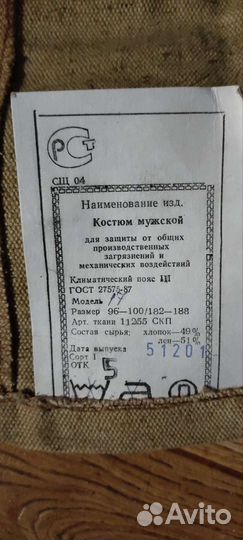 РСТ
СЩ 04
Наименование изд.
Костюм мужской
для защиты от общих
производственных
загрязнений и
механических воздействий
Климатический пояс III
ГОСТ 27575-87
Модель 17
Размер 96—100/182—188
Арт. ткани 11255 СКП
Состав сырья: хлопок—49%
лен—51%
Дата выпуска 51201
Сорт I
ОТК 5
Avito